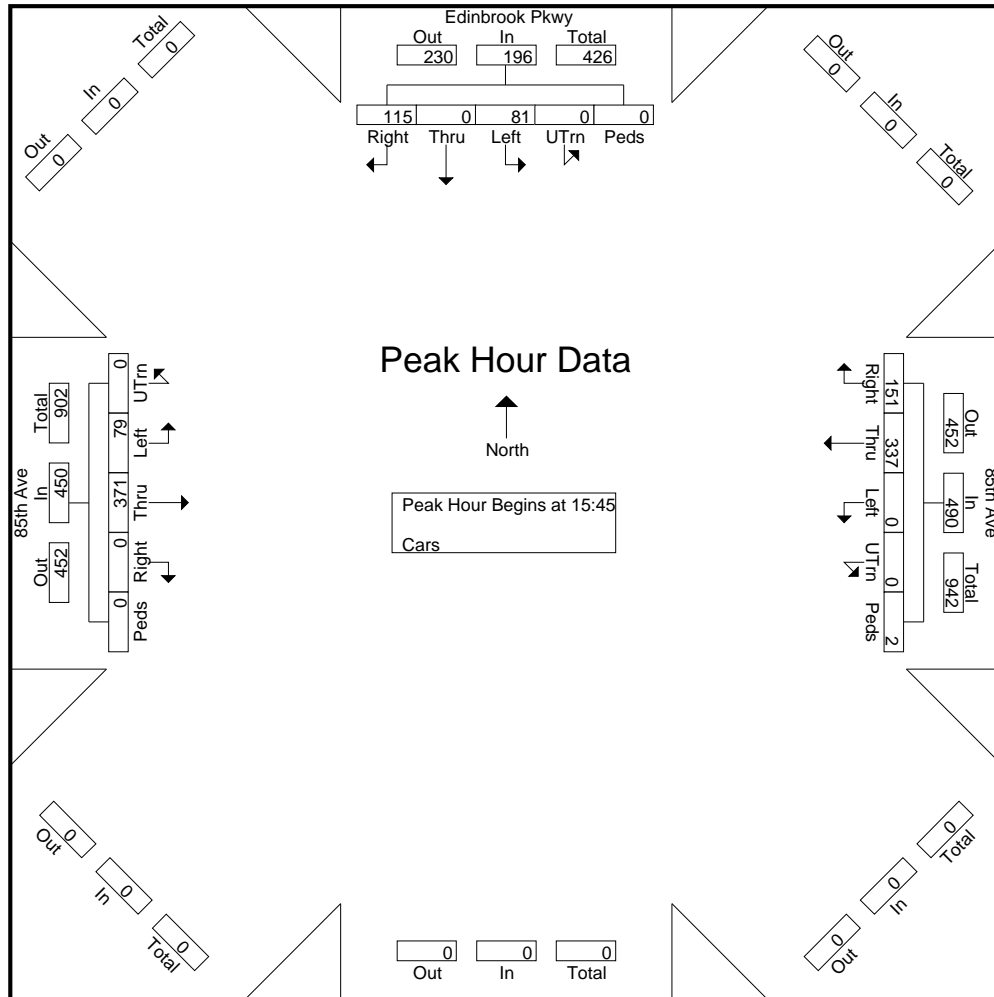 Edinbrook Pkwy
Out In Total
230 196 426
115 0 81 0 0
Right Thru Left UTrn Peds
Total
0
In
0
Out
0
Out
0
In
0
Total
0
85th Ave
Total In Out
902 450 452
0 79 371 0 0
UTrn Left Thru Right Peds
Peak Hour Data
North
Peak Hour Begins at 15:45
Cars
Right Thru Left UTrn Peds
151 337 0 0 2
Out In Total
452 490 942
85th Ave
0
Out
0
In
0
Total
0 0 0
Out In Total
0
Total
0
In
0
Out